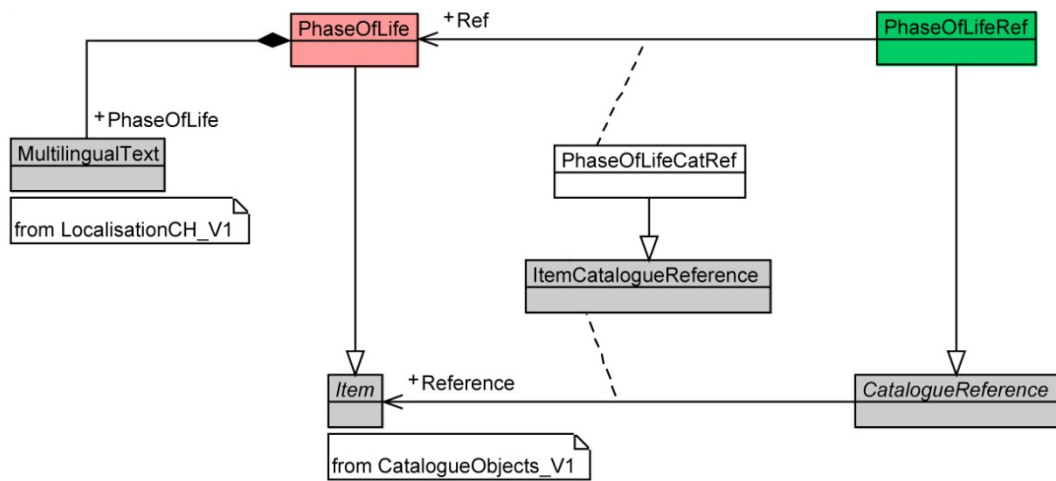 PhaseOfLife
+Ref
PhaseOfLifeRef
+PhaseOfLife
MultilingualText
PhaseOfLifeCatRef
from LocalisationCH_V1
ItemCatalogueReference
Item
+Reference
CatalogueReference
from CatalogueObjects_V1